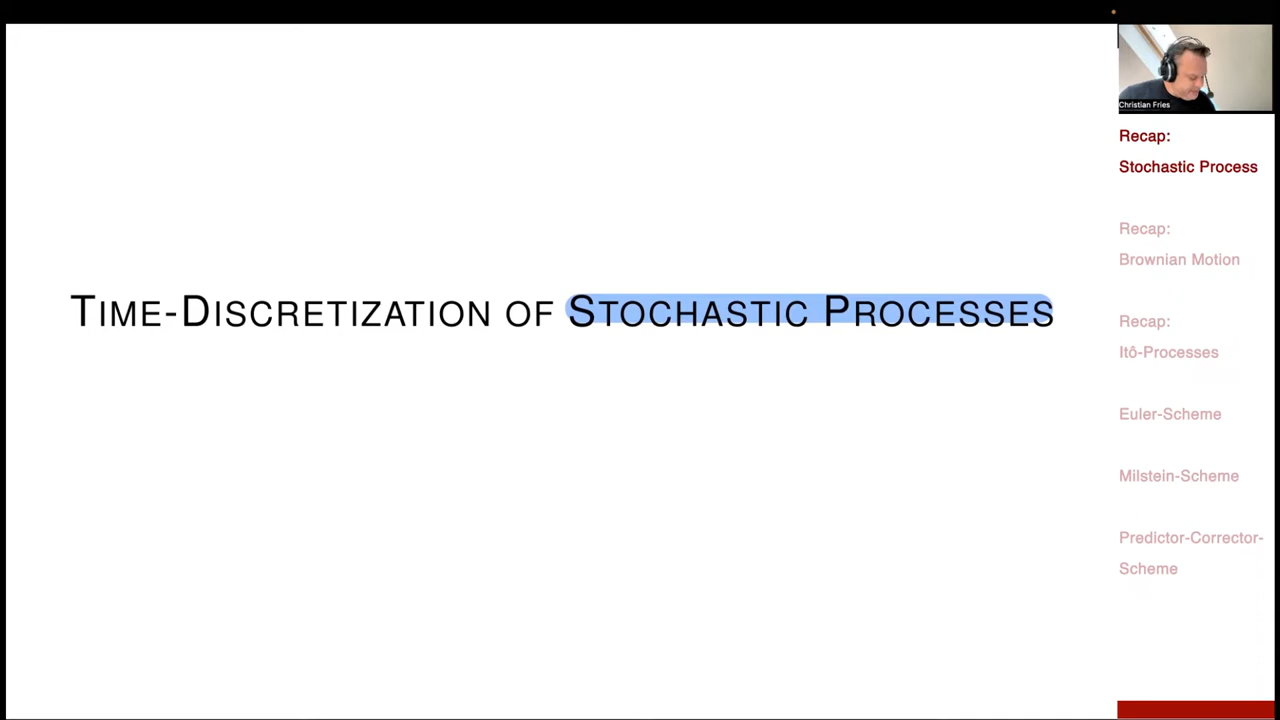 TIME-DISCRETIZATION OF STOCHASTIC PROCESSES
Christian Fries
Recap:
Stochastic Process
Recap:
Brownian Motion
Recap:
Itô-Processes
Euler-Scheme
Milstein-Scheme
Predictor-Corrector-
Scheme